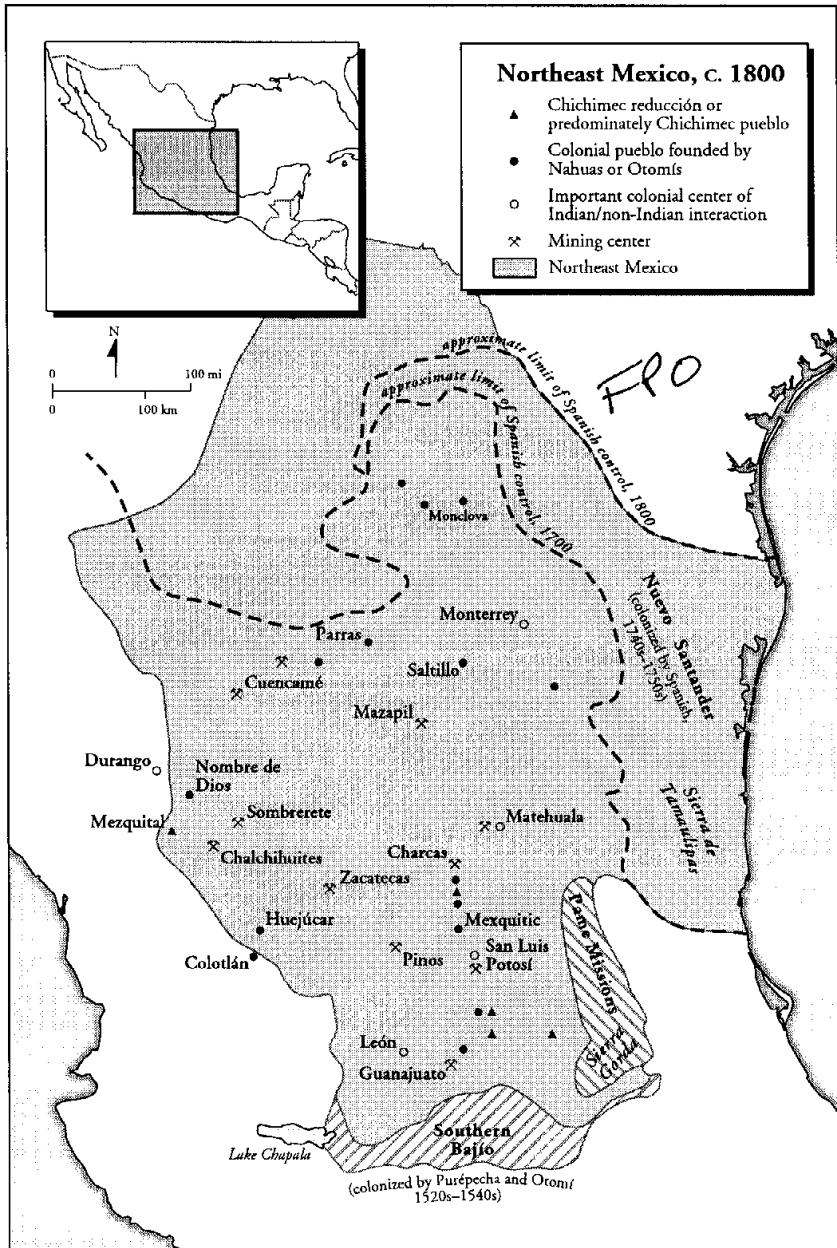 Northeast Mexico, C. 1800
Chichimec reducción or
predominately Chichimec pueblo
Colonial pueblo founded by
Nahuas or Otomís
Important colonial center of
Indian/non-Indian interaction
Mining center
Northeast Mexico
N
0 100 mi
0 100 km
FPO
approximate limit of Spanish control, 1800
approximate limit of Spanish control, 1700
Monclova
Monterrey
Nuevo Santander
(colonized by Spanish,
1740s–1750s)
Parras
Saltillo
Cuencamé
Mazapil
Durango
Nombre de
Dios
Sierra de
Tamaulipas
Mezquital
Sombrerete
Matehuala
Chalchihuites
Charcas
Zacatecas
Huejúcar
Mexquitic
Colotlán
Pinos
San Luis
Potosí
Pame Missions
León
Guanajuato
Sierra
Gorda
Lake Chapala
Southern
Bajío
(colonized by Purépecha and Otomí
1520s–1540s)